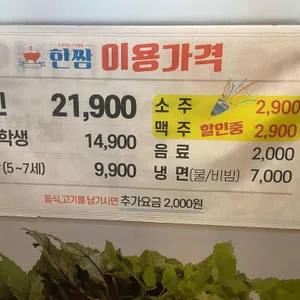 한짬 이용가격
인 21,900 소주 2,900
학생 14,900 맥주 할인중 2,900
(5~7세) 9,900 음료 2,000
냉면(물/비빔) 7,000
음식,고기를 남기시면 추가요금 2,000원